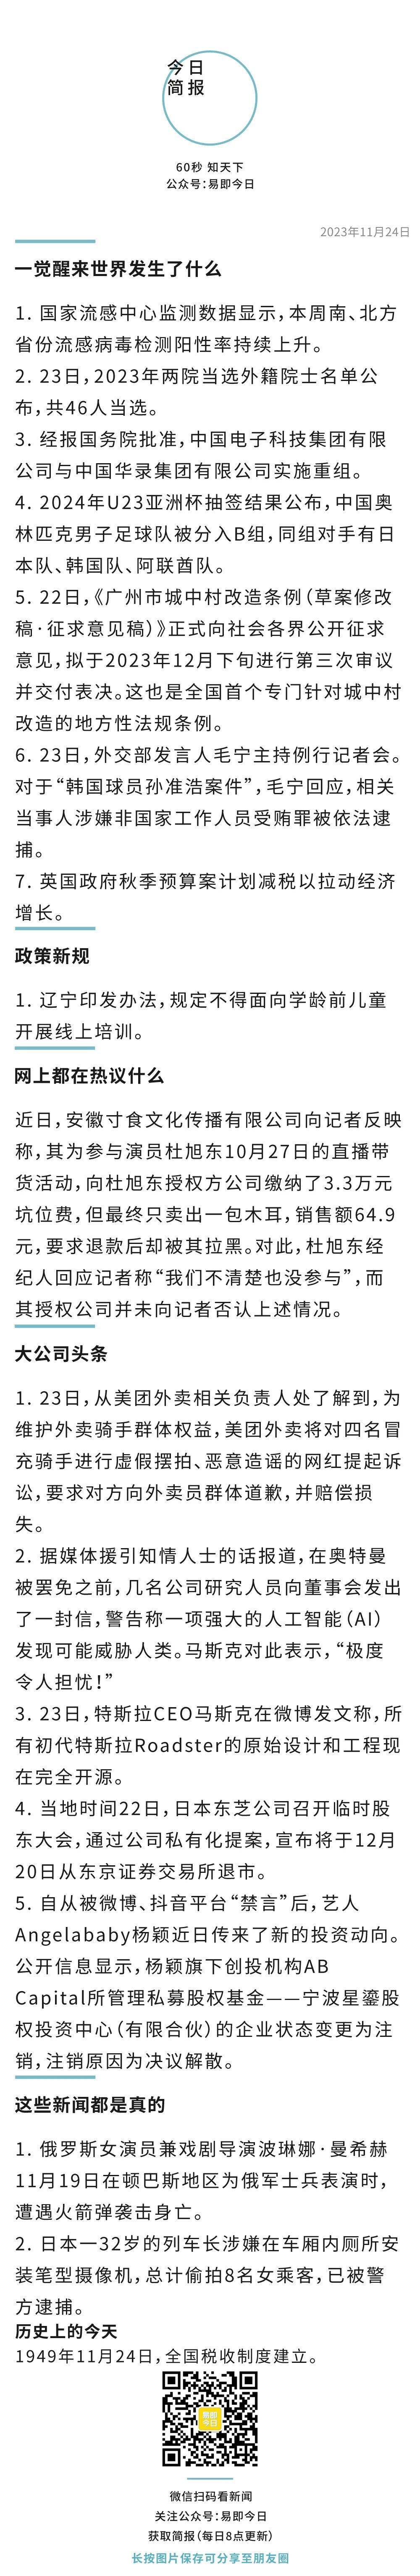 今日
简报
60秒 知天下
公众号：易即今日
2023年11月24日
一觉醒来世界发生了什么
1. 国家流感中心监测数据显示，本周南、北方
省份流感病毒检测阳性率持续上升。
2. 23日，2023年两院当选外籍院士名单公
布，共46人当选。
3. 经报国务院批准，中国电子科技集团有限
公司与中国华录集团有限公司实施重组。
4. 2024年U23亚洲杯抽签结果公布，中国奥
林匹克男子足球队被分入B组，同组对手有日
本队、韩国队、阿联酋队。
5. 22日，《广州市城中村改造条例（草案修改
稿·征求意见稿）》正式向社会各界公开征求
意见，拟于2023年12月下旬进行第三次审议
并交付表决。这也是全国首个专门针对城中村
改造的地方性法规条例。
6. 23日，外交部发言人毛宁主持例行记者会。
对于“韩国球员孙准浩案件”，毛宁回应，相关
当事人涉嫌非国家工作人员受贿罪被依法逮
捕。
7. 英国政府秋季预算案计划减税以拉动经济
增长。
政策新规
1. 辽宁印发办法，规定不得面向学龄前儿童
开展线上培训。
网上都在热议什么
近日，安徽寸食文化传播有限公司向记者反映
称，其为参与演员杜旭东10月27日的直播带
货活动，向杜旭东授权方公司缴纳了3.3万元
坑位费，但最终只卖出一包木耳，销售额64.9
元，要求退款后却被其拉黑。对此，杜旭东经
纪人回应记者称“我们不清楚也没参与”，而
其授权公司并未向记者否认上述情况。
大公司头条
1. 23日，从美团外卖相关负责人处了解到，为
维护外卖骑手群体权益，美团外卖将对四名冒
充骑手进行虚假摆拍、恶意造谣的网红提起诉
讼，要求对方向外卖员群体道歉，并赔偿损
失。
2. 据媒体援引知情人士的话报道，在奥特曼
被罢免之前，几名公司研究人员向董事会发出
了一封信，警告称一项强大的人工智能（AI）
发现可能威胁人类。马斯克对此表示，“极度
令人担忧！”
3. 23日，特斯拉CEO马斯克在微博发文称，所
有初代特斯拉Roadster的原始设计和工程现
在完全开源。
4. 当地时间22日，日本东芝公司召开临时股
东大会，通过公司私有化提案，宣布将于12月
20日从东京证券交易所退市。
5. 自从被微博、抖音平台“禁言”后，艺人
Angelababy杨颖近日传来了新的投资动向。
公开信息显示，杨颖旗下创投机构AB
Capital所管理私募股权基金——宁波星鎏股
权投资中心（有限合伙）的企业状态变更为注
销，注销原因为决议解散。
这些新闻都是真的
1. 俄罗斯女演员兼戏剧导演波琳娜·曼希赫
11月19日在顿巴斯地区为俄军士兵表演时，
遭遇火箭弹袭击身亡。
2. 日本一32岁的列车长涉嫌在车厢内厕所安
装笔型摄像机，总计偷拍8名女乘客，已被警
方逮捕。
历史上的今天
1949年11月24日，全国税收制度建立。
易即
今日
微信扫码看新闻
关注公众号：易即今日
获取简报（每日8点更新）
长按图片保存可分享至朋友圈